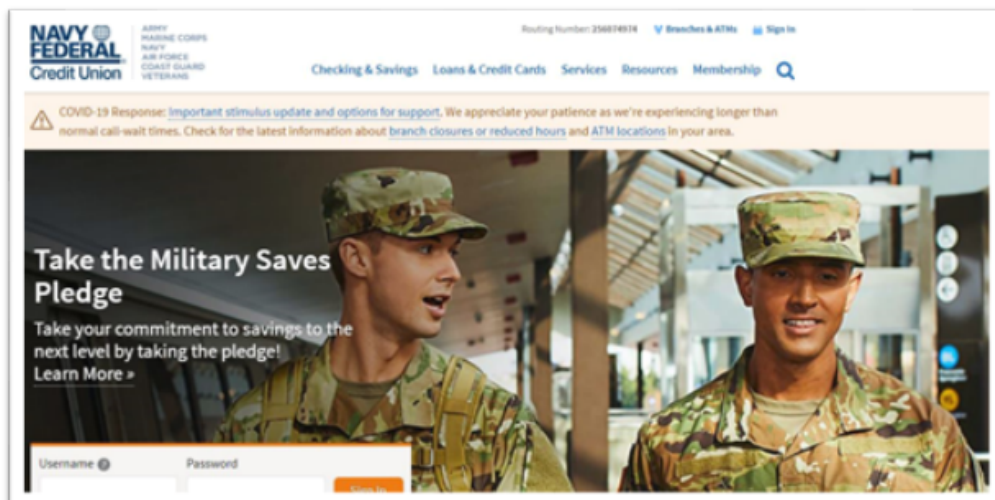 NAVY
FEDERAL
Credit Union
ARMY
MARINE CORPS
NAVY
AIR FORCE
COAST GUARD
VETERANS
Routing Number: 256074974
Branches & ATMs
Sign In
Checking & Savings
Loans & Credit Cards
Services
Resources
Membership
COVID-19 Response: Important stimulus update and options for support. We appreciate your patience as we're experiencing longer than
normal call-wait times. Check for the latest information about branch closures or reduced hours and ATM locations in your area.
Take the Military Saves
Pledge
Take your commitment to savings to the
next level by taking the pledge!
Learn More »
Username
Password
Sign In